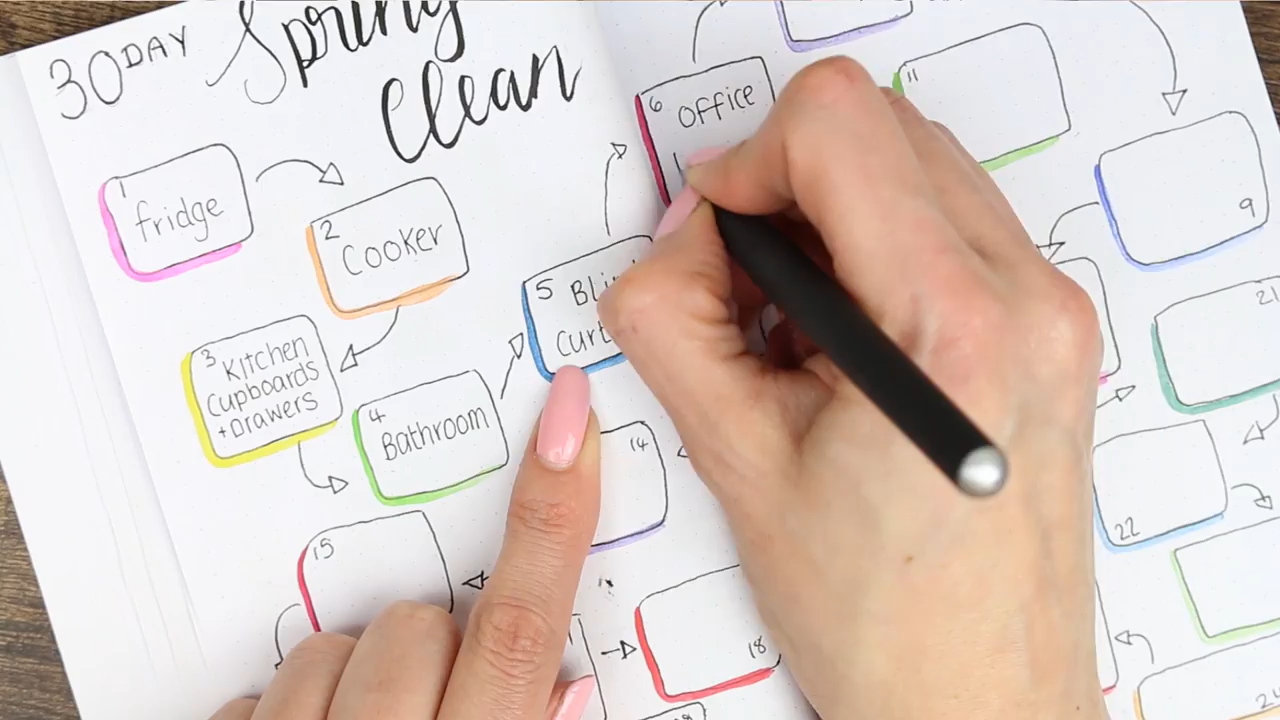 30 DAY Spring
Clean
1
fridge
2
Cooker
3
Kitchen
Cupboards
+Drawers
4
Bathroom
5
6
Office
11
9
21
14
15
22
18